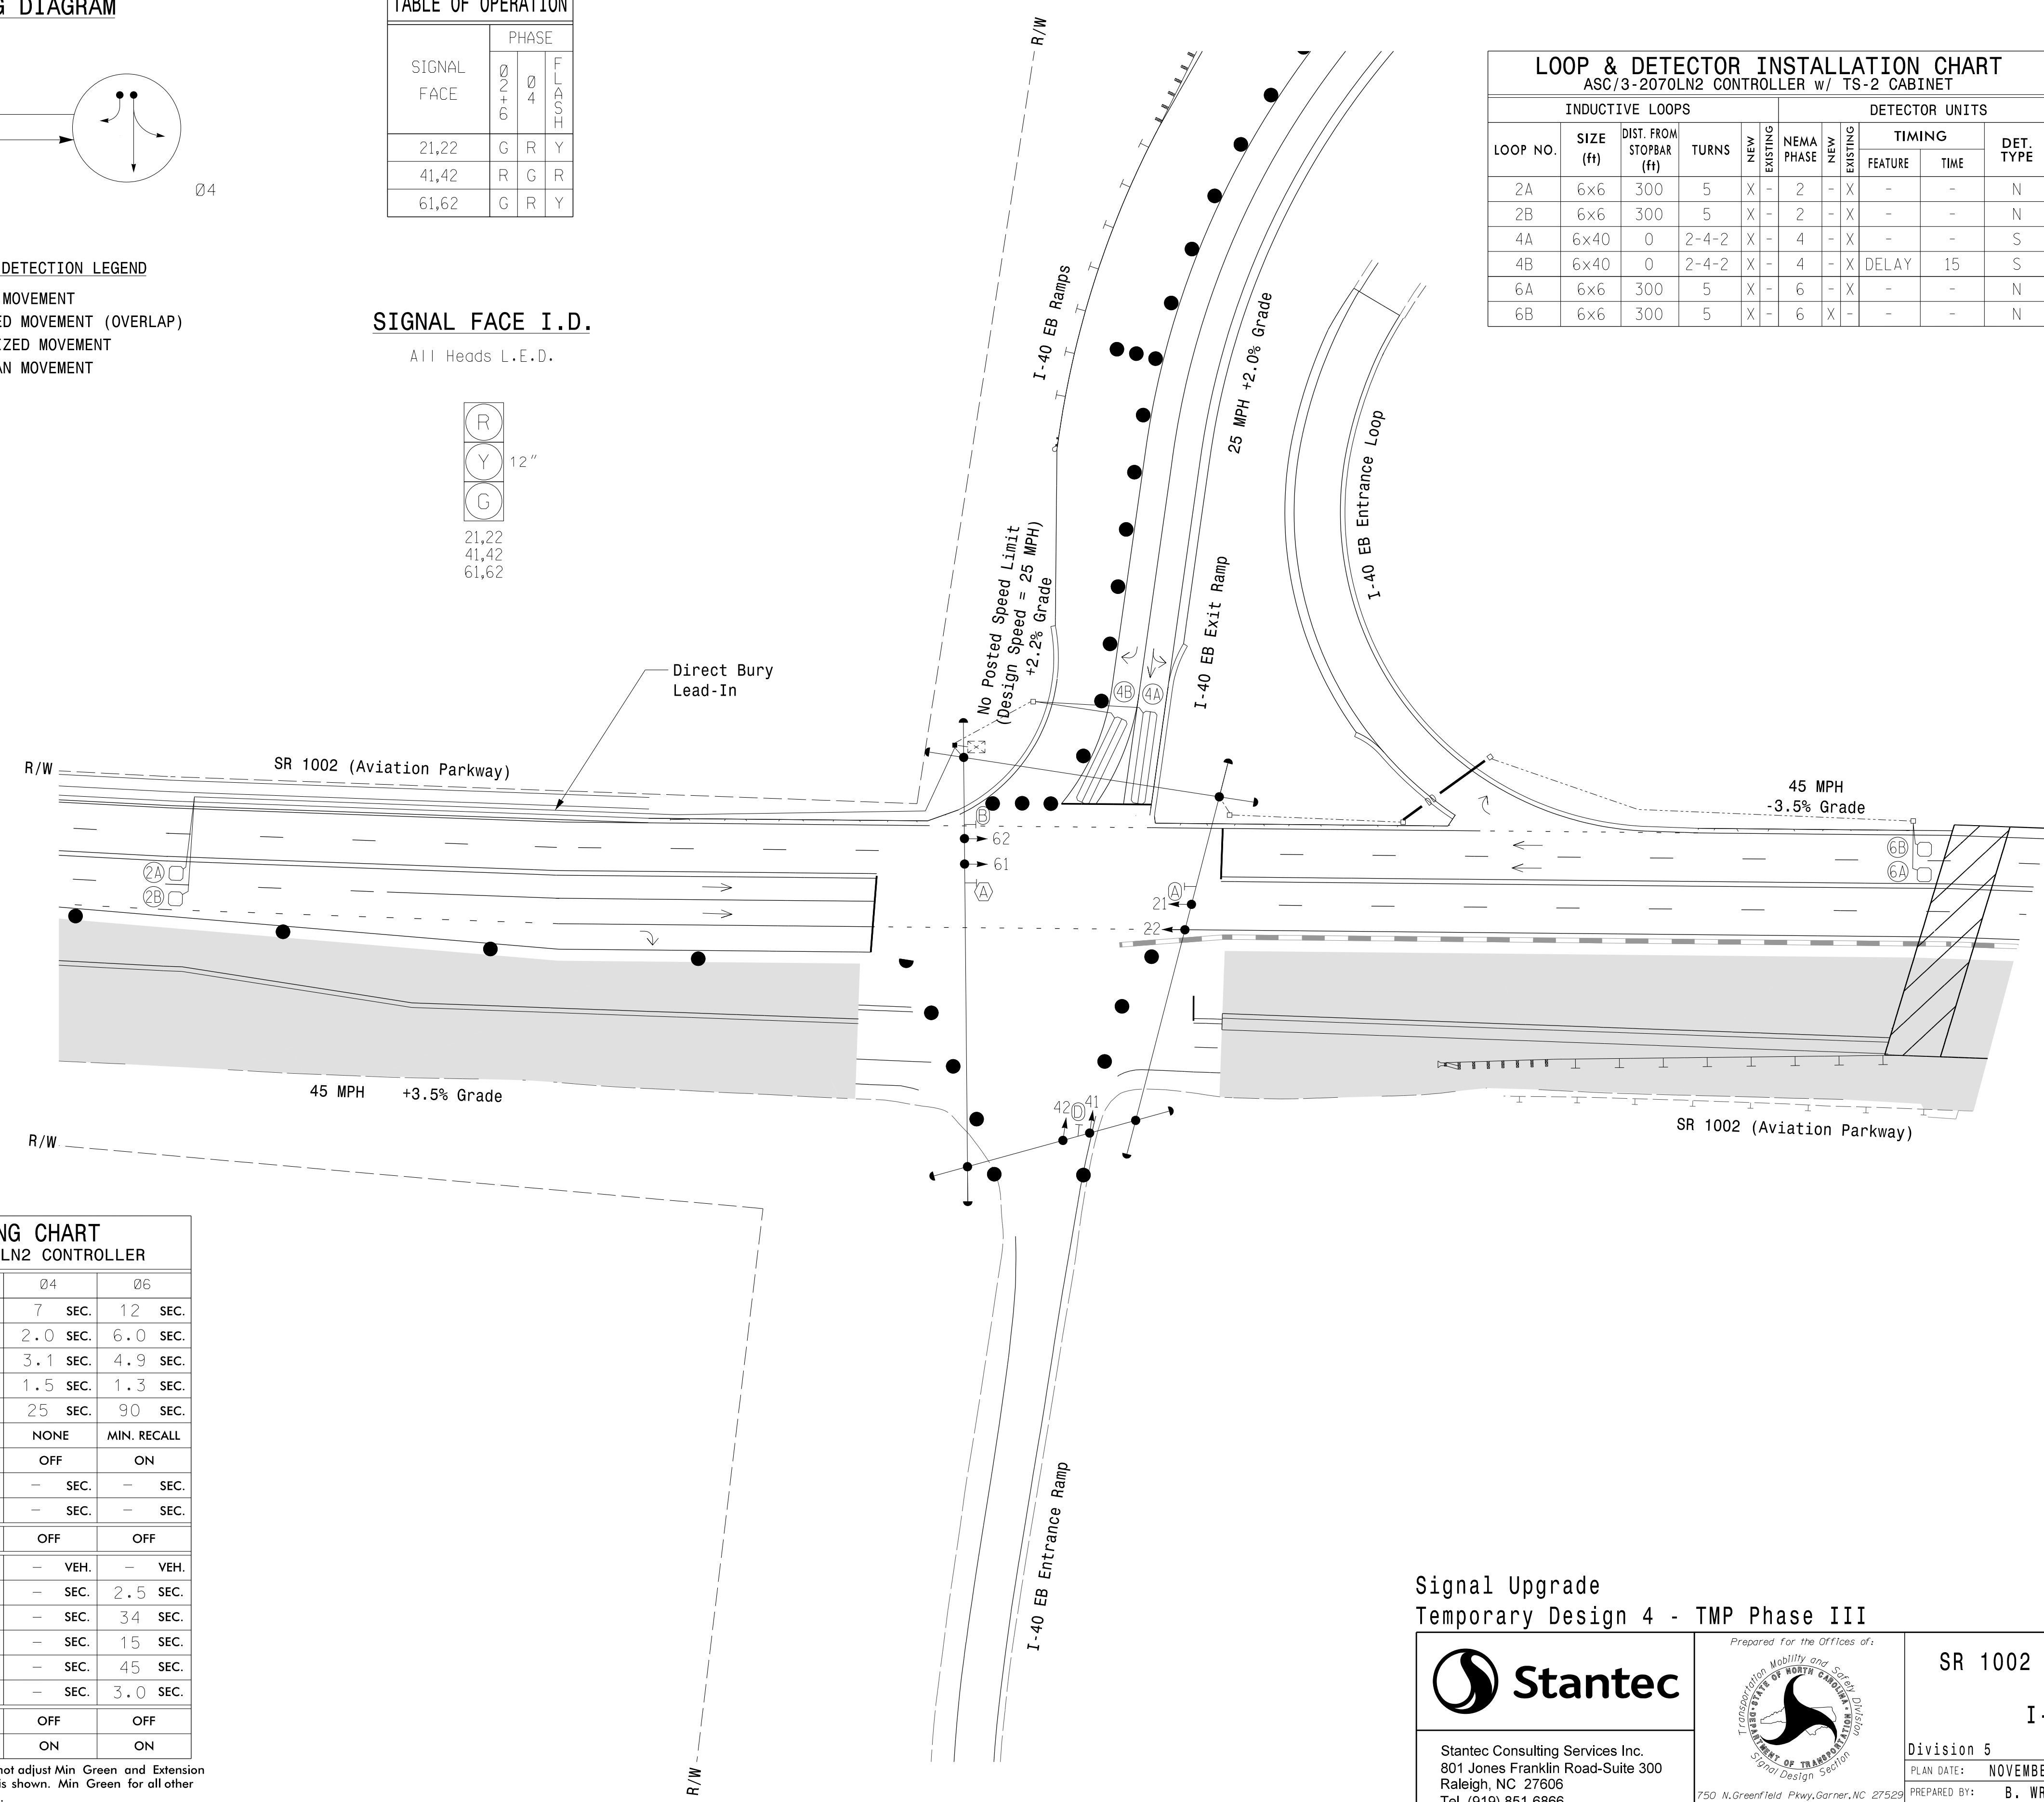 G DIAGRAM
Ø4
DETECTION LEGEND
MOVEMENT
ED MOVEMENT (OVERLAP)
IZED MOVEMENT
AN MOVEMENT
TABLE OF OPERATION
SIGNAL FACE PHASE
Ø2+6 Ø4 FLASH
21,22 G R Y
41,42 R G R
61,62 G R Y
SIGNAL FACE I.D.
All Heads L.E.D.
R
Y 12"
G
21,22
41,42
61,62
LOOP & DETECTOR INSTALLATION CHART
ASC/3-2070LN2 CONTROLLER w/ TS-2 CABINET
INDUCTIVE LOOPS DETECTOR UNITS
LOOP NO. SIZE (ft) DIST. FROM STOPBAR (ft) TURNS NEW EXISTING NEMA PHASE NEW EXISTING TIMING DET. TYPE
FEATURE TIME
2A 6x6 300 5 X - 2 - X - - N
2B 6x6 300 5 X - 2 - X - - N
4A 6x40 0 2-4-2 X - 4 - X - - S
4B 6x40 0 2-4-2 X - 4 - X DELAY 15 S
6A 6x6 300 5 X - 6 - X - - N
6B 6x6 300 5 X - 6 X - - - N
R/W
I-40 EB Ramps
25 MPH +2.0% Grade
I-40 EB Entrance Loop
No Posted Speed Limit
(Design Speed = 25 MPH)
+2.2% Grade
I-40 EB Exit Ramp
Direct Bury
Lead-In
4B 4A
R/W
SR 1002 (Aviation Parkway)
45 MPH
-3.5% Grade
B
62
61
A
2A
2B
6B
6A
A
21
22
45 MPH +3.5% Grade
42 D 41
SR 1002 (Aviation Parkway)
R/W
I-40 EB Entrance Ramp
R/W
NG CHART
LN2 CONTROLLER
Ø4 Ø6
7 SEC. 12 SEC.
2.0 SEC. 6.0 SEC.
3.1 SEC. 4.9 SEC.
1.5 SEC. 1.3 SEC.
25 SEC. 90 SEC.
NONE MIN. RECALL
OFF ON
- SEC. - SEC.
- SEC. - SEC.
OFF OFF
- VEH. - VEH.
- SEC. 2.5 SEC.
- SEC. 34 SEC.
- SEC. 15 SEC.
- SEC. 45 SEC.
- SEC. 3.0 SEC.
OFF OFF
ON ON
not adjust Min Green and Extension
is shown. Min Green for all other
Signal Upgrade
Temporary Design 4 - TMP Phase III
Stantec
Stantec Consulting Services Inc.
801 Jones Franklin Road-Suite 300
Raleigh, NC 27606
Tel. (919) 851 6866
Prepared for the Offices of:
Transportation Mobility and Safety Division
STATE OF NORTH CAROLINA
DEPARTMENT OF TRANSPORTATION
Signal Design Section
750 N.Greenfield Pkwy,Garner,NC 27529
SR 1002
I-
Division 5
PLAN DATE: NOVEMBE
PREPARED BY: B. WR